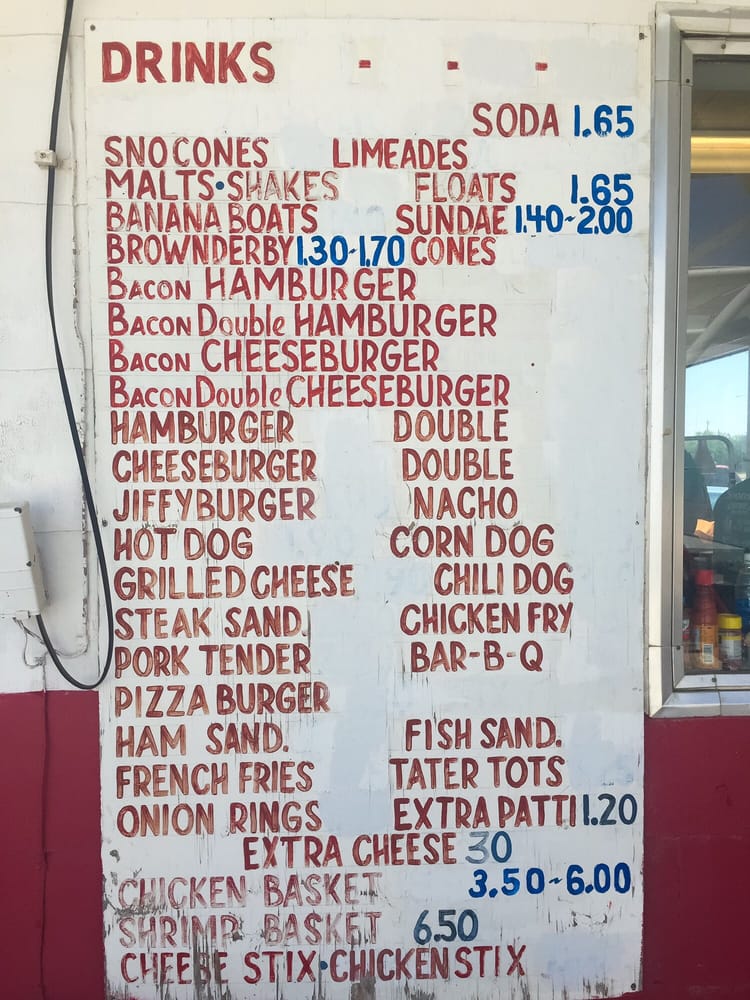 DRINKS - - -
SODA 1.65
SNOCONES LIMEADES
MALTS•SHAKES FLOATS 1.65
BANANA BOATS SUNDAE 1.40-2.00
BROWNDERBY 1.30-1.70 CONES
BACON HAMBURGER
BACON Double HAMBURGER
BACON CHEESEBURGER
BACON Double CHEESEBURGER
HAMBURGER DOUBLE
CHEESEBURGER DOUBLE
JIFFYBURGER NACHO
HOT DOG CORN DOG
GRILLED CHEESE CHILI DOG
STEAK SAND. CHICKEN FRY
PORK TENDER BAR-B-Q
PIZZA BURGER
HAM SAND. FISH SAND.
FRENCH FRIES TATER TOTS
ONION RINGS EXTRA PATTI 1.20
EXTRA CHEESE 30
CHICKEN BASKET 3.50-6.00
SHRIMP BASKET 6.50
CHEESE STIX•CHICKEN STIX